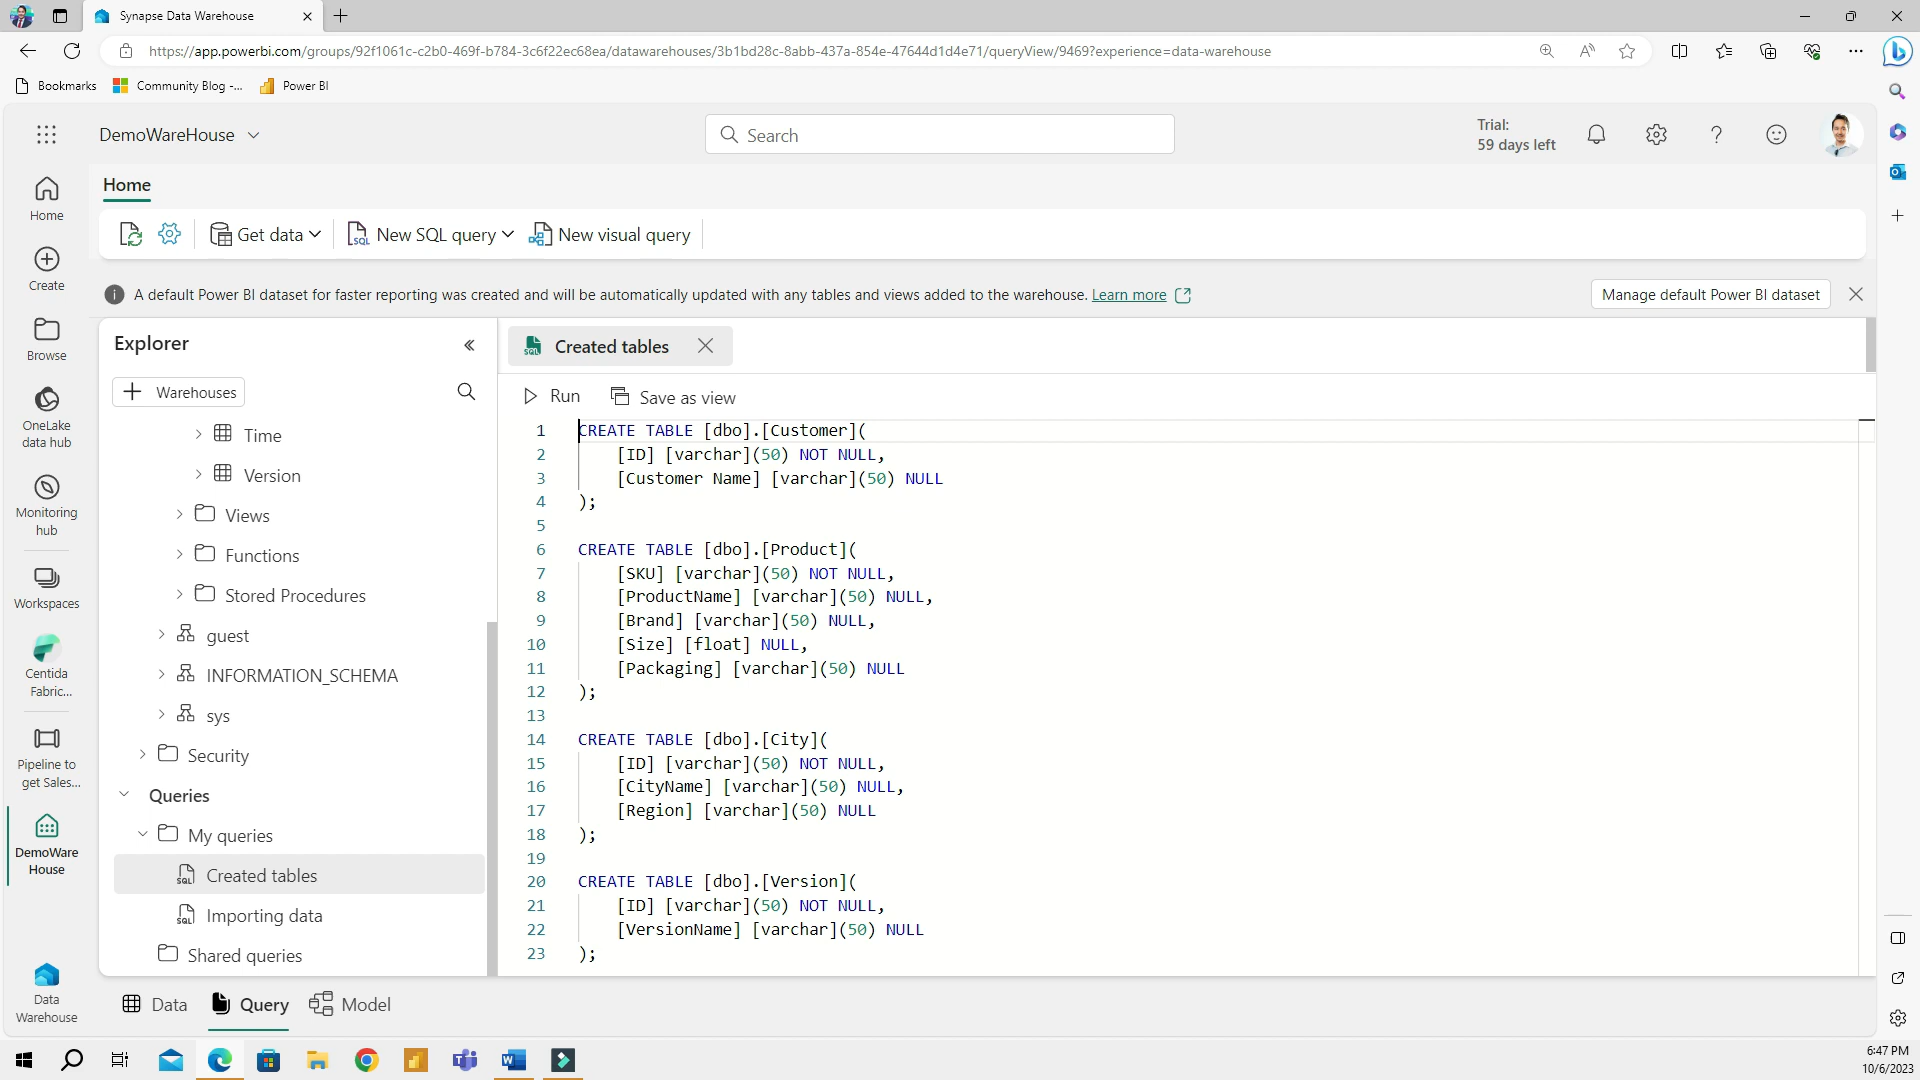 Synapse Data Warehouse
https://app.powerbi.com/groups/92f1061c-c2b0-469f-b784-3c6f22ec68ea/datawarehouses/3b1bd28c-8abb-437a-854e-47644d1d4e71/queryView/9469?experience=data-warehouse
Bookmarks
Community Blog -...
Power BI
DemoWareHouse
Search
Trial:
59 days left
Home
Get data
New SQL query
New visual query
A default Power BI dataset for faster reporting was created and will be automatically updated with any tables and views added to the warehouse. Learn more
Manage default Power BI dataset
Home
Create
Browse
OneLake
data hub
Monitoring
hub
Workspaces
Centida
Fabric...
Pipeline to
get Sales...
DemoWare
House
Data
Warehouse
Explorer
Warehouses
Time
Version
Views
Functions
Stored Procedures
guest
INFORMATION_SCHEMA
sys
Security
Queries
My queries
Created tables
Importing data
Shared queries
Created tables
Run
Save as view
1 CREATE TABLE [dbo].[Customer](
2 [ID] [varchar](50) NOT NULL,
3 [Customer Name] [varchar](50) NULL
4 );
5
6 CREATE TABLE [dbo].[Product](
7 [SKU] [varchar](50) NOT NULL,
8 [ProductName] [varchar](50) NULL,
9 [Brand] [varchar](50) NULL,
10 [Size] [float] NULL,
11 [Packaging] [varchar](50) NULL
12 );
13
14 CREATE TABLE [dbo].[City](
15 [ID] [varchar](50) NOT NULL,
16 [CityName] [varchar](50) NULL,
17 [Region] [varchar](50) NULL
18 );
19
20 CREATE TABLE [dbo].[Version](
21 [ID] [varchar](50) NOT NULL,
22 [VersionName] [varchar](50) NULL
23 );
Data
Query
Model
6:47 PM
10/6/2023